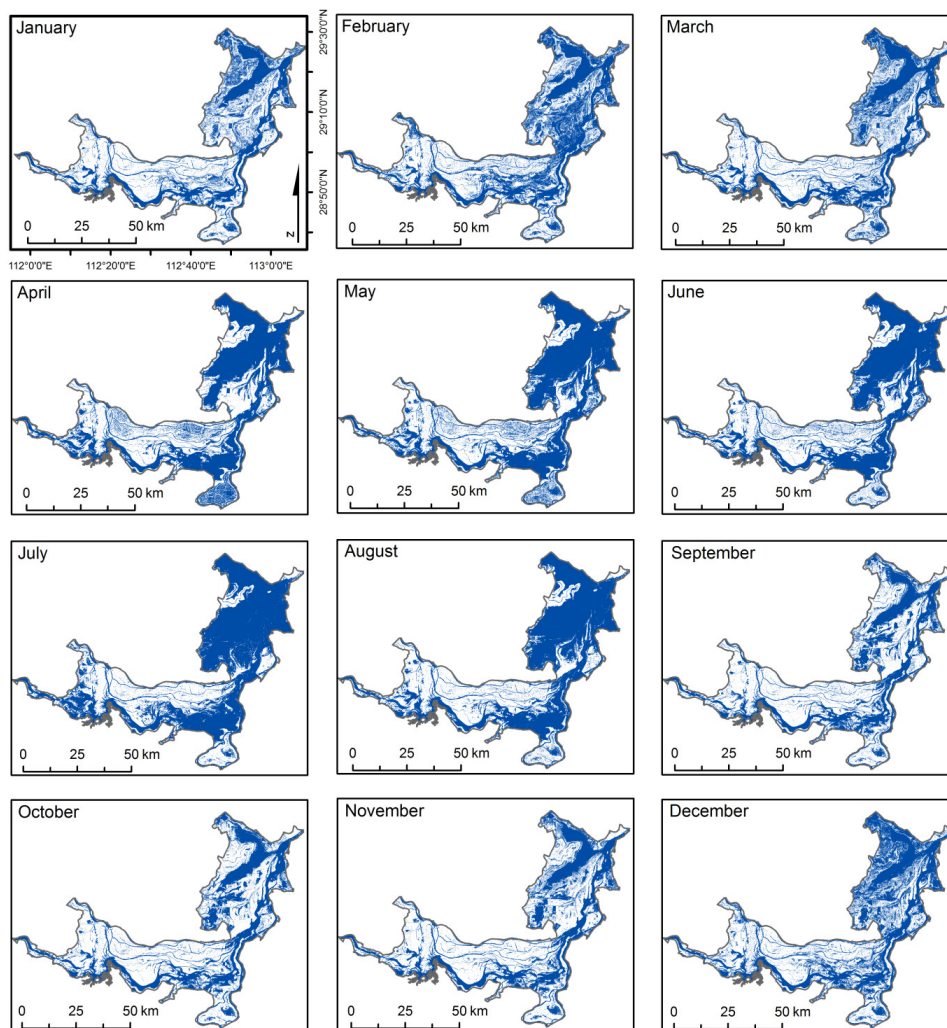 January
February
March
29°30'0"N
29°10'0"N
28°50'0"N
0 25 50 km
N
0 25 50 km
0 25 50 km
112°0'0"E 112°20'0"E 112°40'0"E 113°0'0"E
April
May
June
0 25 50 km
0 25 50 km
0 25 50 km
July
August
September
0 25 50 km
0 25 50 km
0 25 50 km
October
November
December
0 25 50 km
0 25 50 km
0 25 50 km